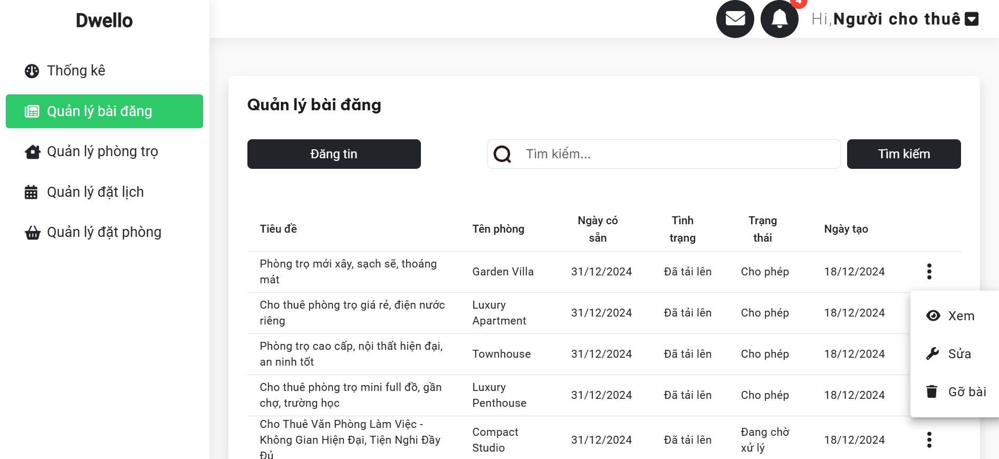 Dwello
4
Hi,Người cho thuê
Thống kê
Quản lý bài đăng
Quản lý phòng trọ
Quản lý đặt lịch
Quản lý đặt phòng
Quản lý bài đăng
Đăng tin
Tìm kiếm...
Tìm kiếm
Tiêu đề
Tên phòng
Ngày có
sẵn
Tình
trạng
Trạng
thái
Ngày tạo
Phòng trọ mới xây, sạch sẽ, thoáng
mát
Garden Villa
31/12/2024
Đã tải lên
Cho phép
18/12/2024
Cho thuê phòng trọ giá rẻ, điện nước
riêng
Luxury
Apartment
31/12/2024
Đã tải lên
Cho phép
18/12/2024
Phòng trọ cao cấp, nội thất hiện đại,
an ninh tốt
Townhouse
31/12/2024
Đã tải lên
Cho phép
18/12/2024
Cho thuê phòng trọ mini full đồ, gần
chợ, trường học
Luxury
Penthouse
31/12/2024
Đã tải lên
Cho phép
18/12/2024
Cho Thuê Văn Phòng Làm Việc -
Không Gian Hiện Đại, Tiện Nghi Đầy
Đủ
Compact
Studio
31/12/2024
Đã tải lên
Đang chờ
xử lý
18/12/2024
Xem
Sửa
Gỡ bài